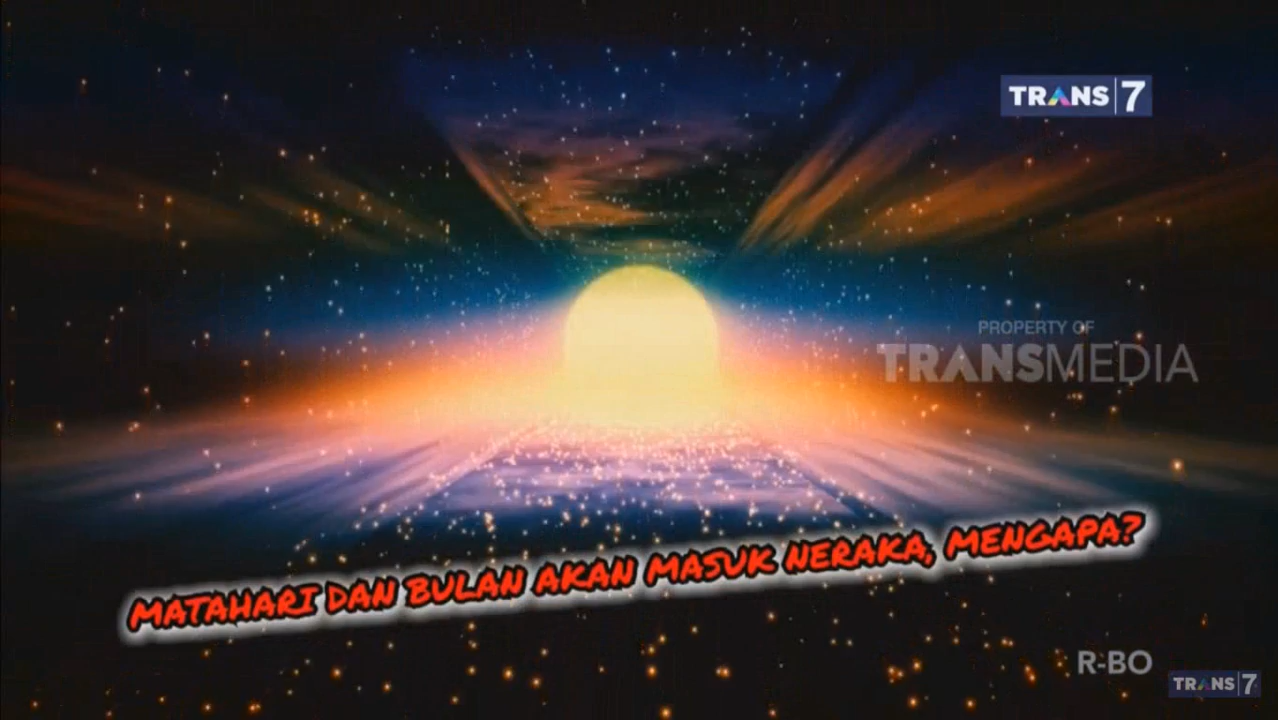 TRANS|7
PROPERTY OF
TRANSMEDIA
MATAHARI DAN BULAN AKAN MASUK NERAKA, MENGAPA?
R-BO
TRANS|7